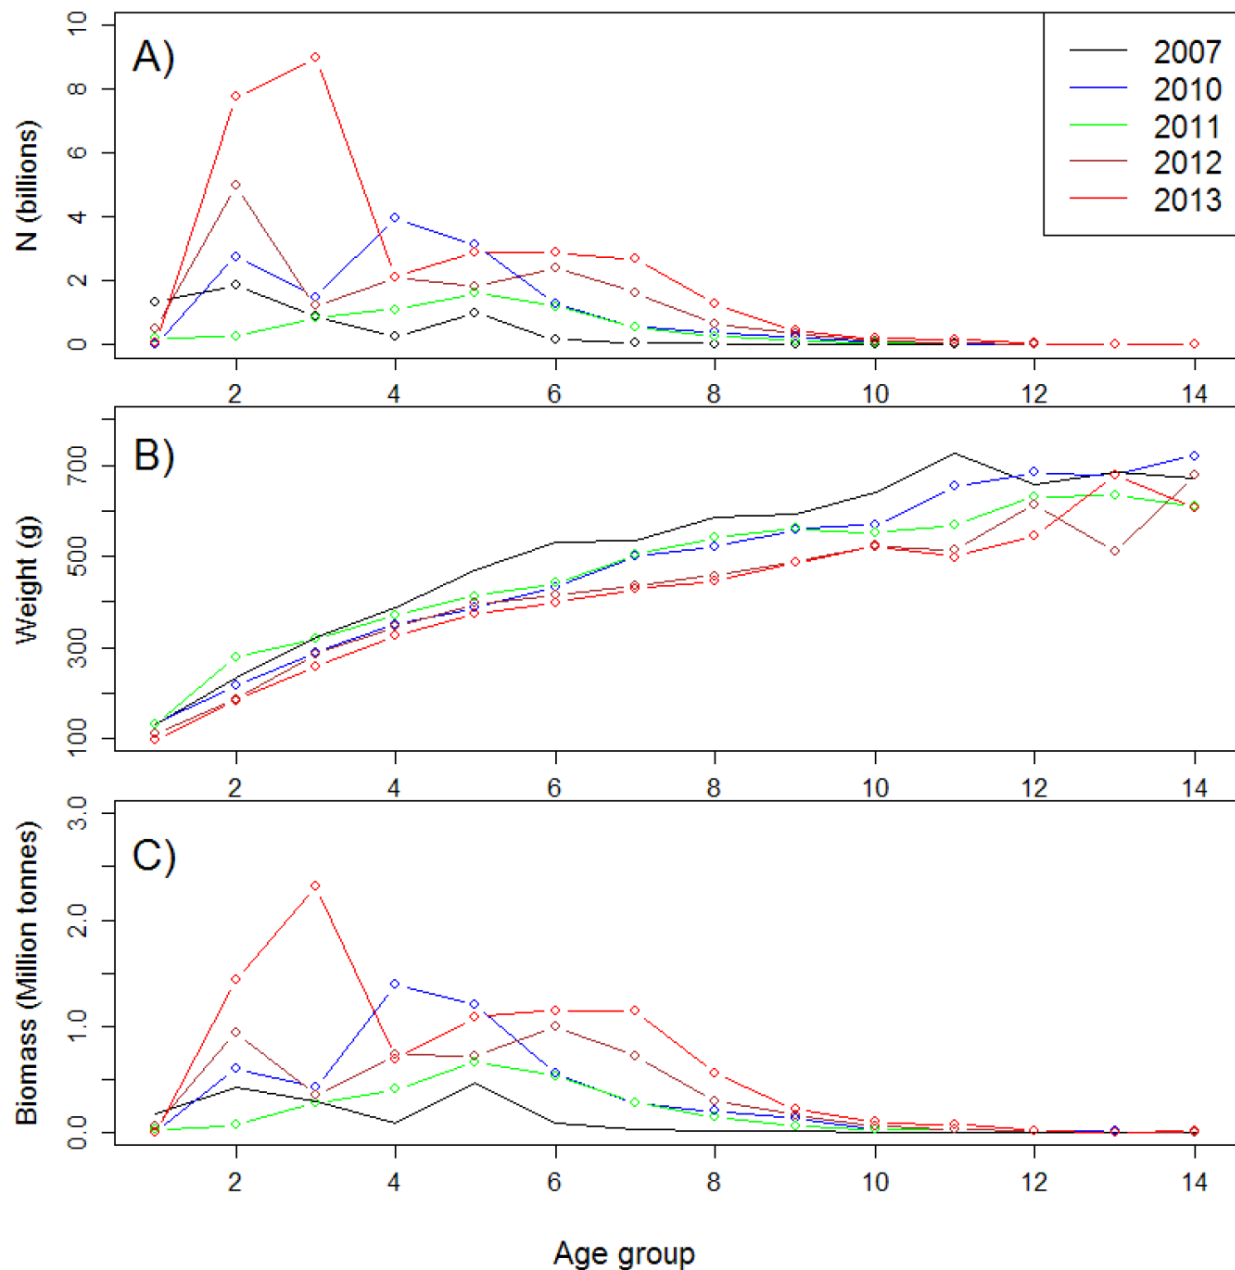 A)
N (billions)
0 2 4 6 8 10
2007
2010
2011
2012
2013
2 4 6 8 10 12 14
B)
Weight (g)
100 300 500 700
2 4 6 8 10 12 14
C)
Biomass (Million tonnes)
0.0 1.0 2.0 3.0
2 4 6 8 10 12 14
Age group